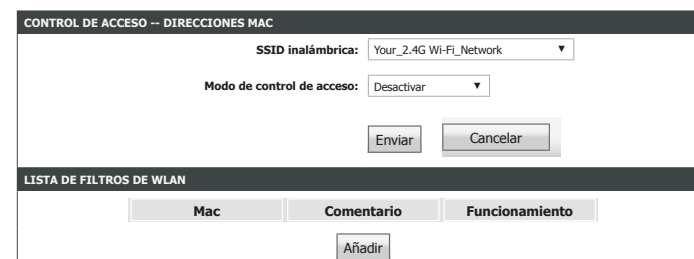 CONTROL DE ACCESO -- DIRECCIONES MAC
SSID inalámbrica: Your_2.4G Wi-Fi_Network
Modo de control de acceso: Desactivar
Enviar Cancelar
LISTA DE FILTROS DE WLAN
Mac Comentario Funcionamiento
Añadir